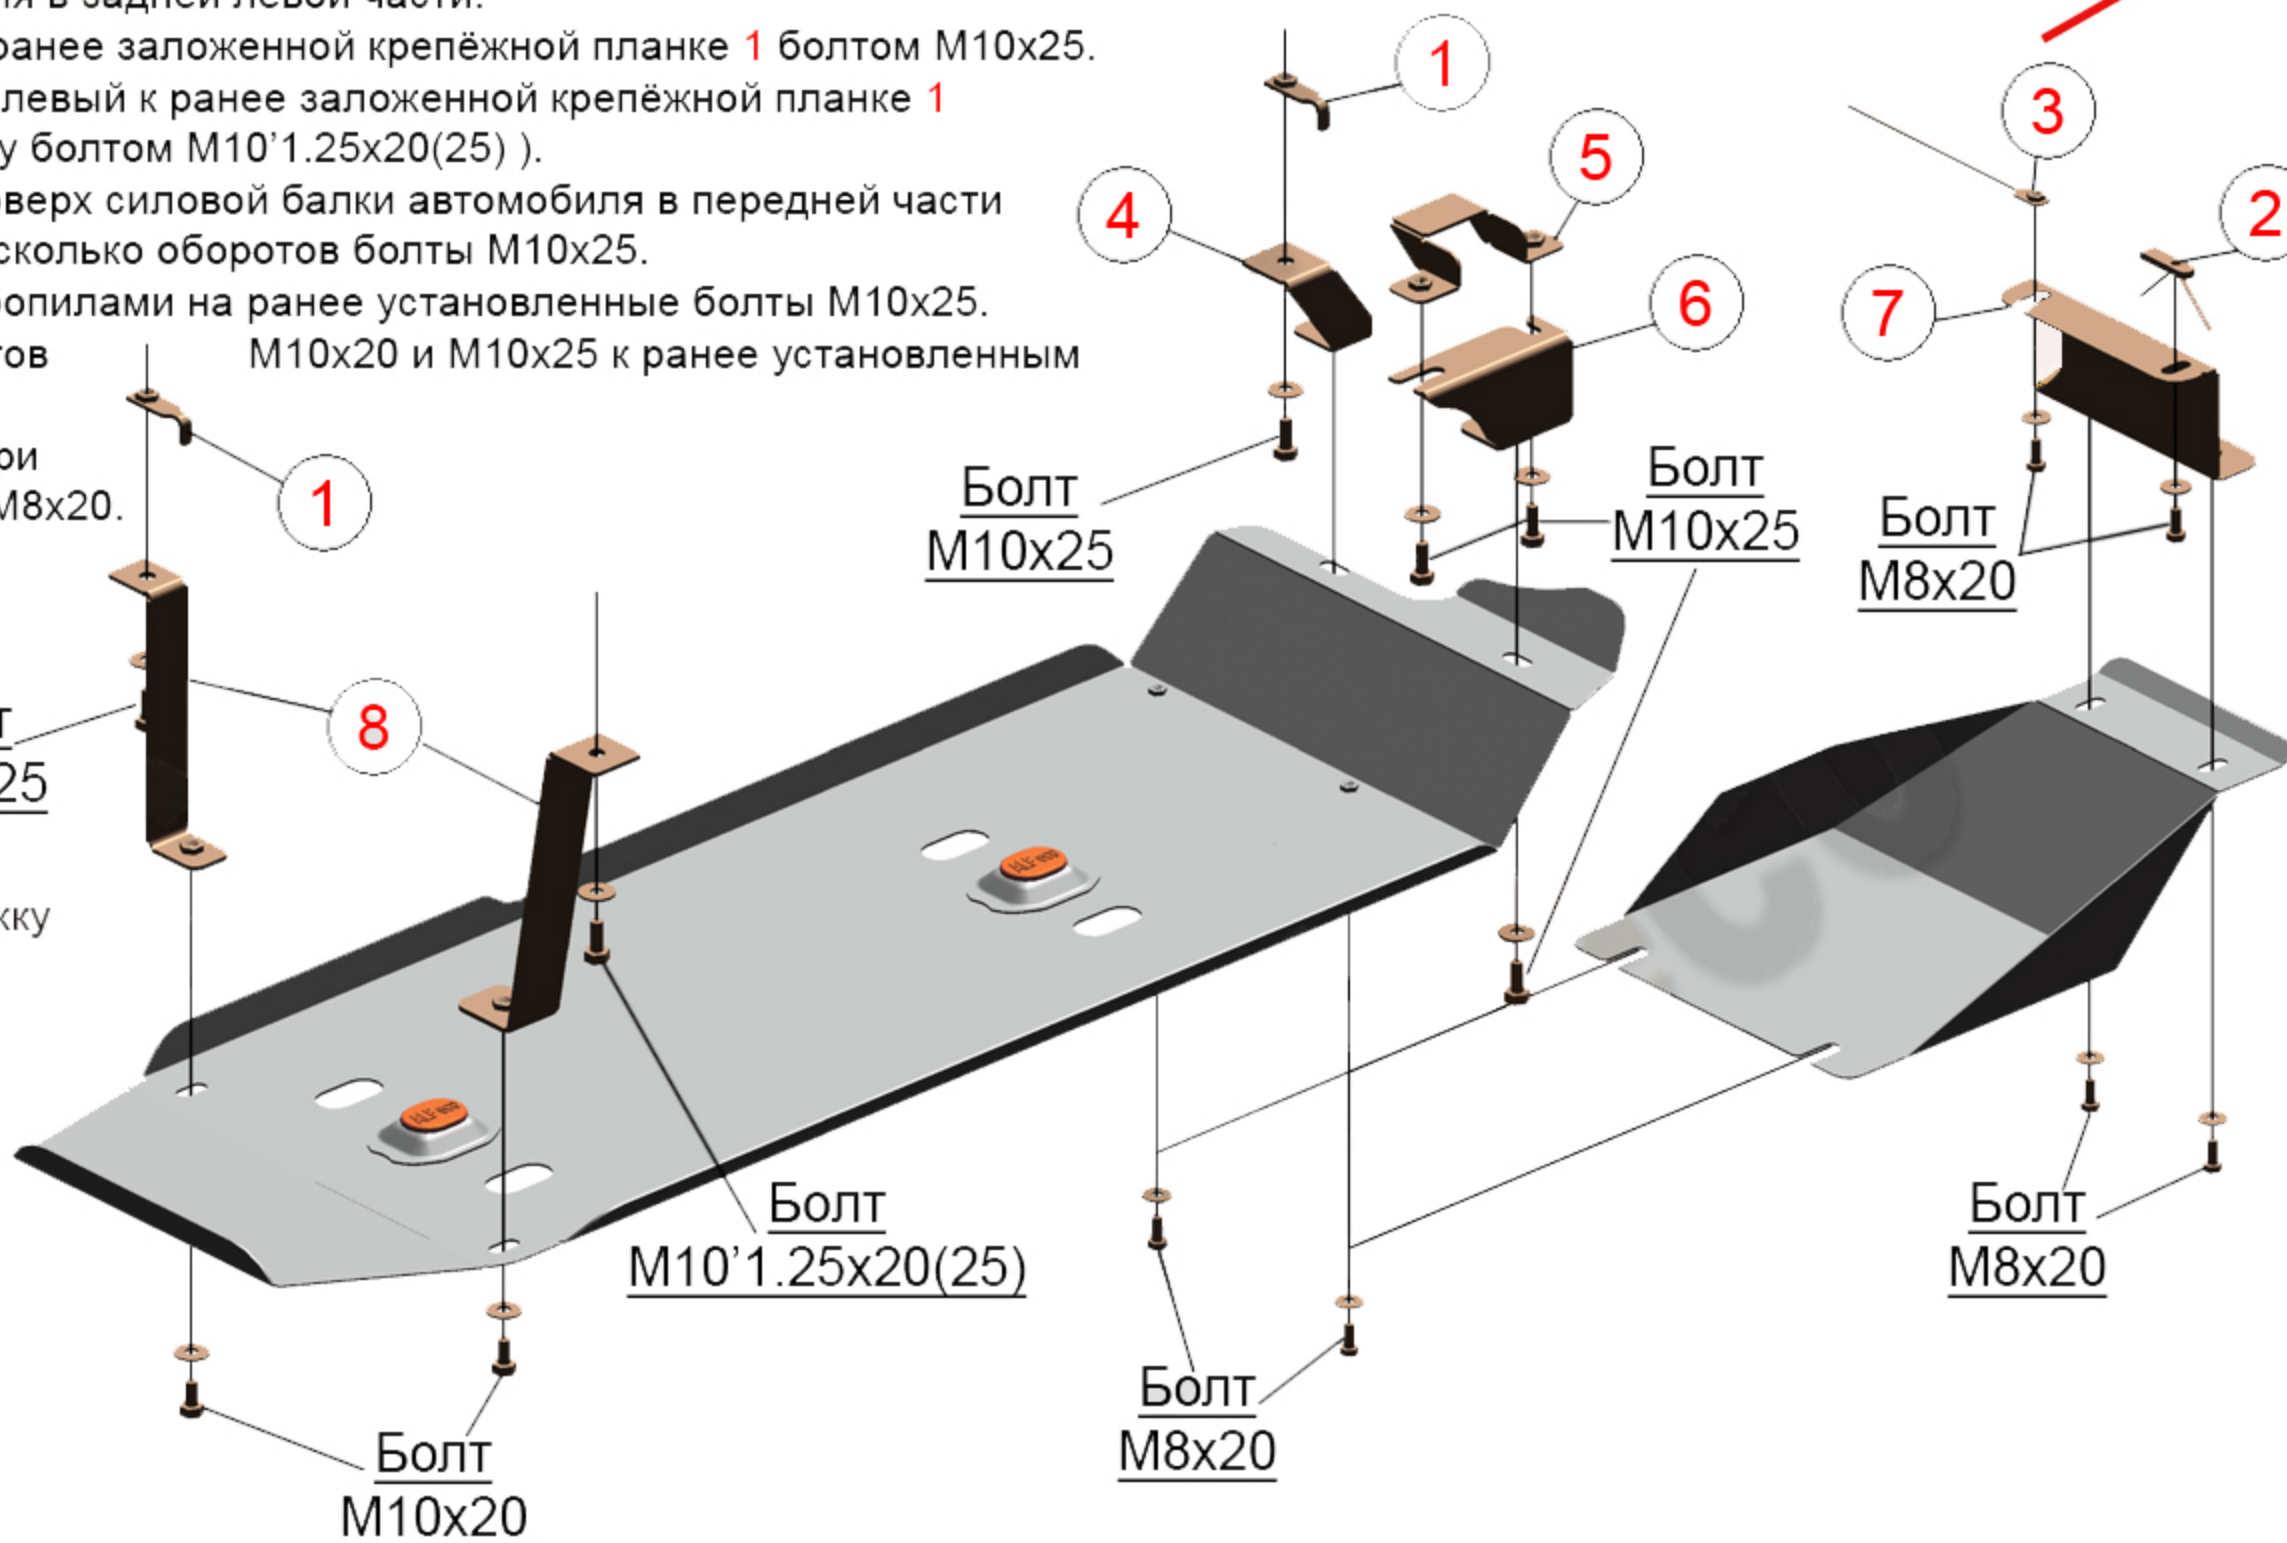 ранее заложенной крепёжной планке 1 болтом М10х25.
левый к ранее заложенной крепёжной планке 1
у болтом М10’1.25х20(25) ).
оверх силовой балки автомобиля в передней части
сколько оборотов болты М10х25.
опилами на ранее установленные болты М10х25.
тов М10х20 и М10х25 к ранее установленным
ри
М8х20.
1
5
3
4
2
6
7
1
Болт
М10х25
Болт
М10х25
Болт
М8х20
8
25
жку
Болт
М10’1.25х20(25)
Болт
М8х20
Болт
М8х20
Болт
М10х20